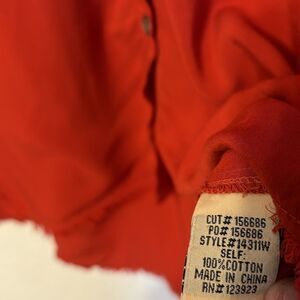 CUT# 156686
PO# 156686
STYLE#14311W
SELF:
100%COTTON
MADE IN CHINA
RN# 123923